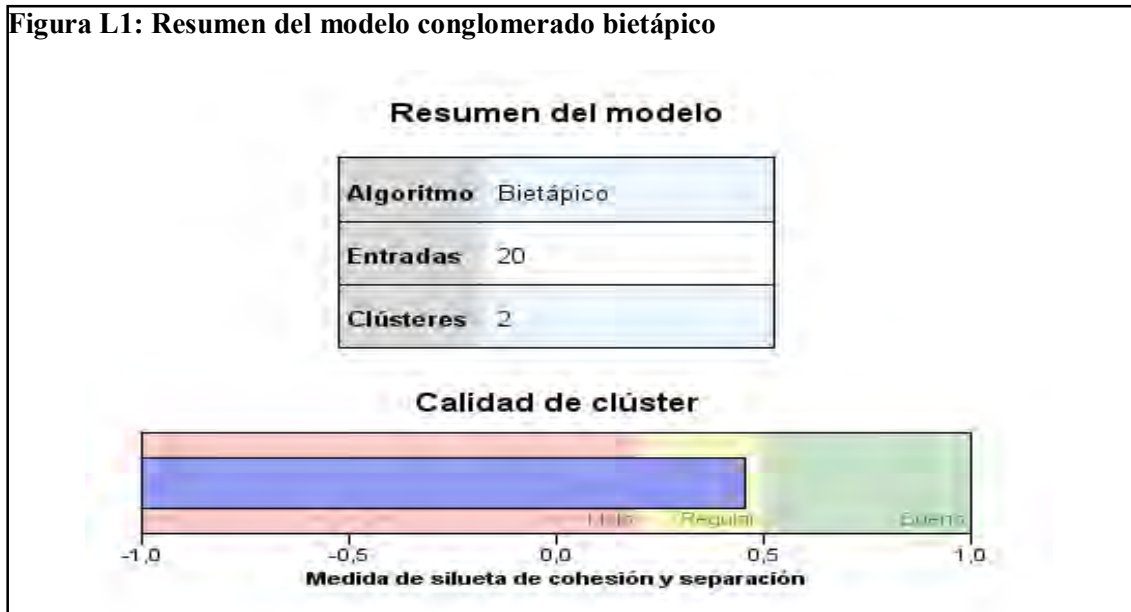 Figura L1: Resumen del modelo conglomerado bietápico
Resumen del modelo
Algoritmo Bietápico
Entradas 20
Clústeres 2
Calidad de clúster
Malo Regular Bueno
-1,0 -0,5 0,0 0,5 1,0
Medida de silueta de cohesión y separación